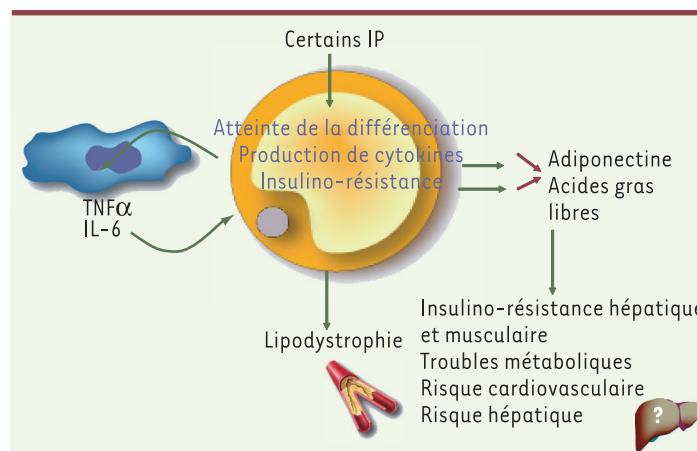 Certains IP
Atteinte de la différenciation
Production de cytokines
Insulino-résistance
TNFα
IL-6
Adiponectine
Acides gras
libres
Lipodystrophie
Insulino-résistance hépatique
et musculaire
Troubles métaboliques
Risque cardiovasculaire
Risque hépatique
?